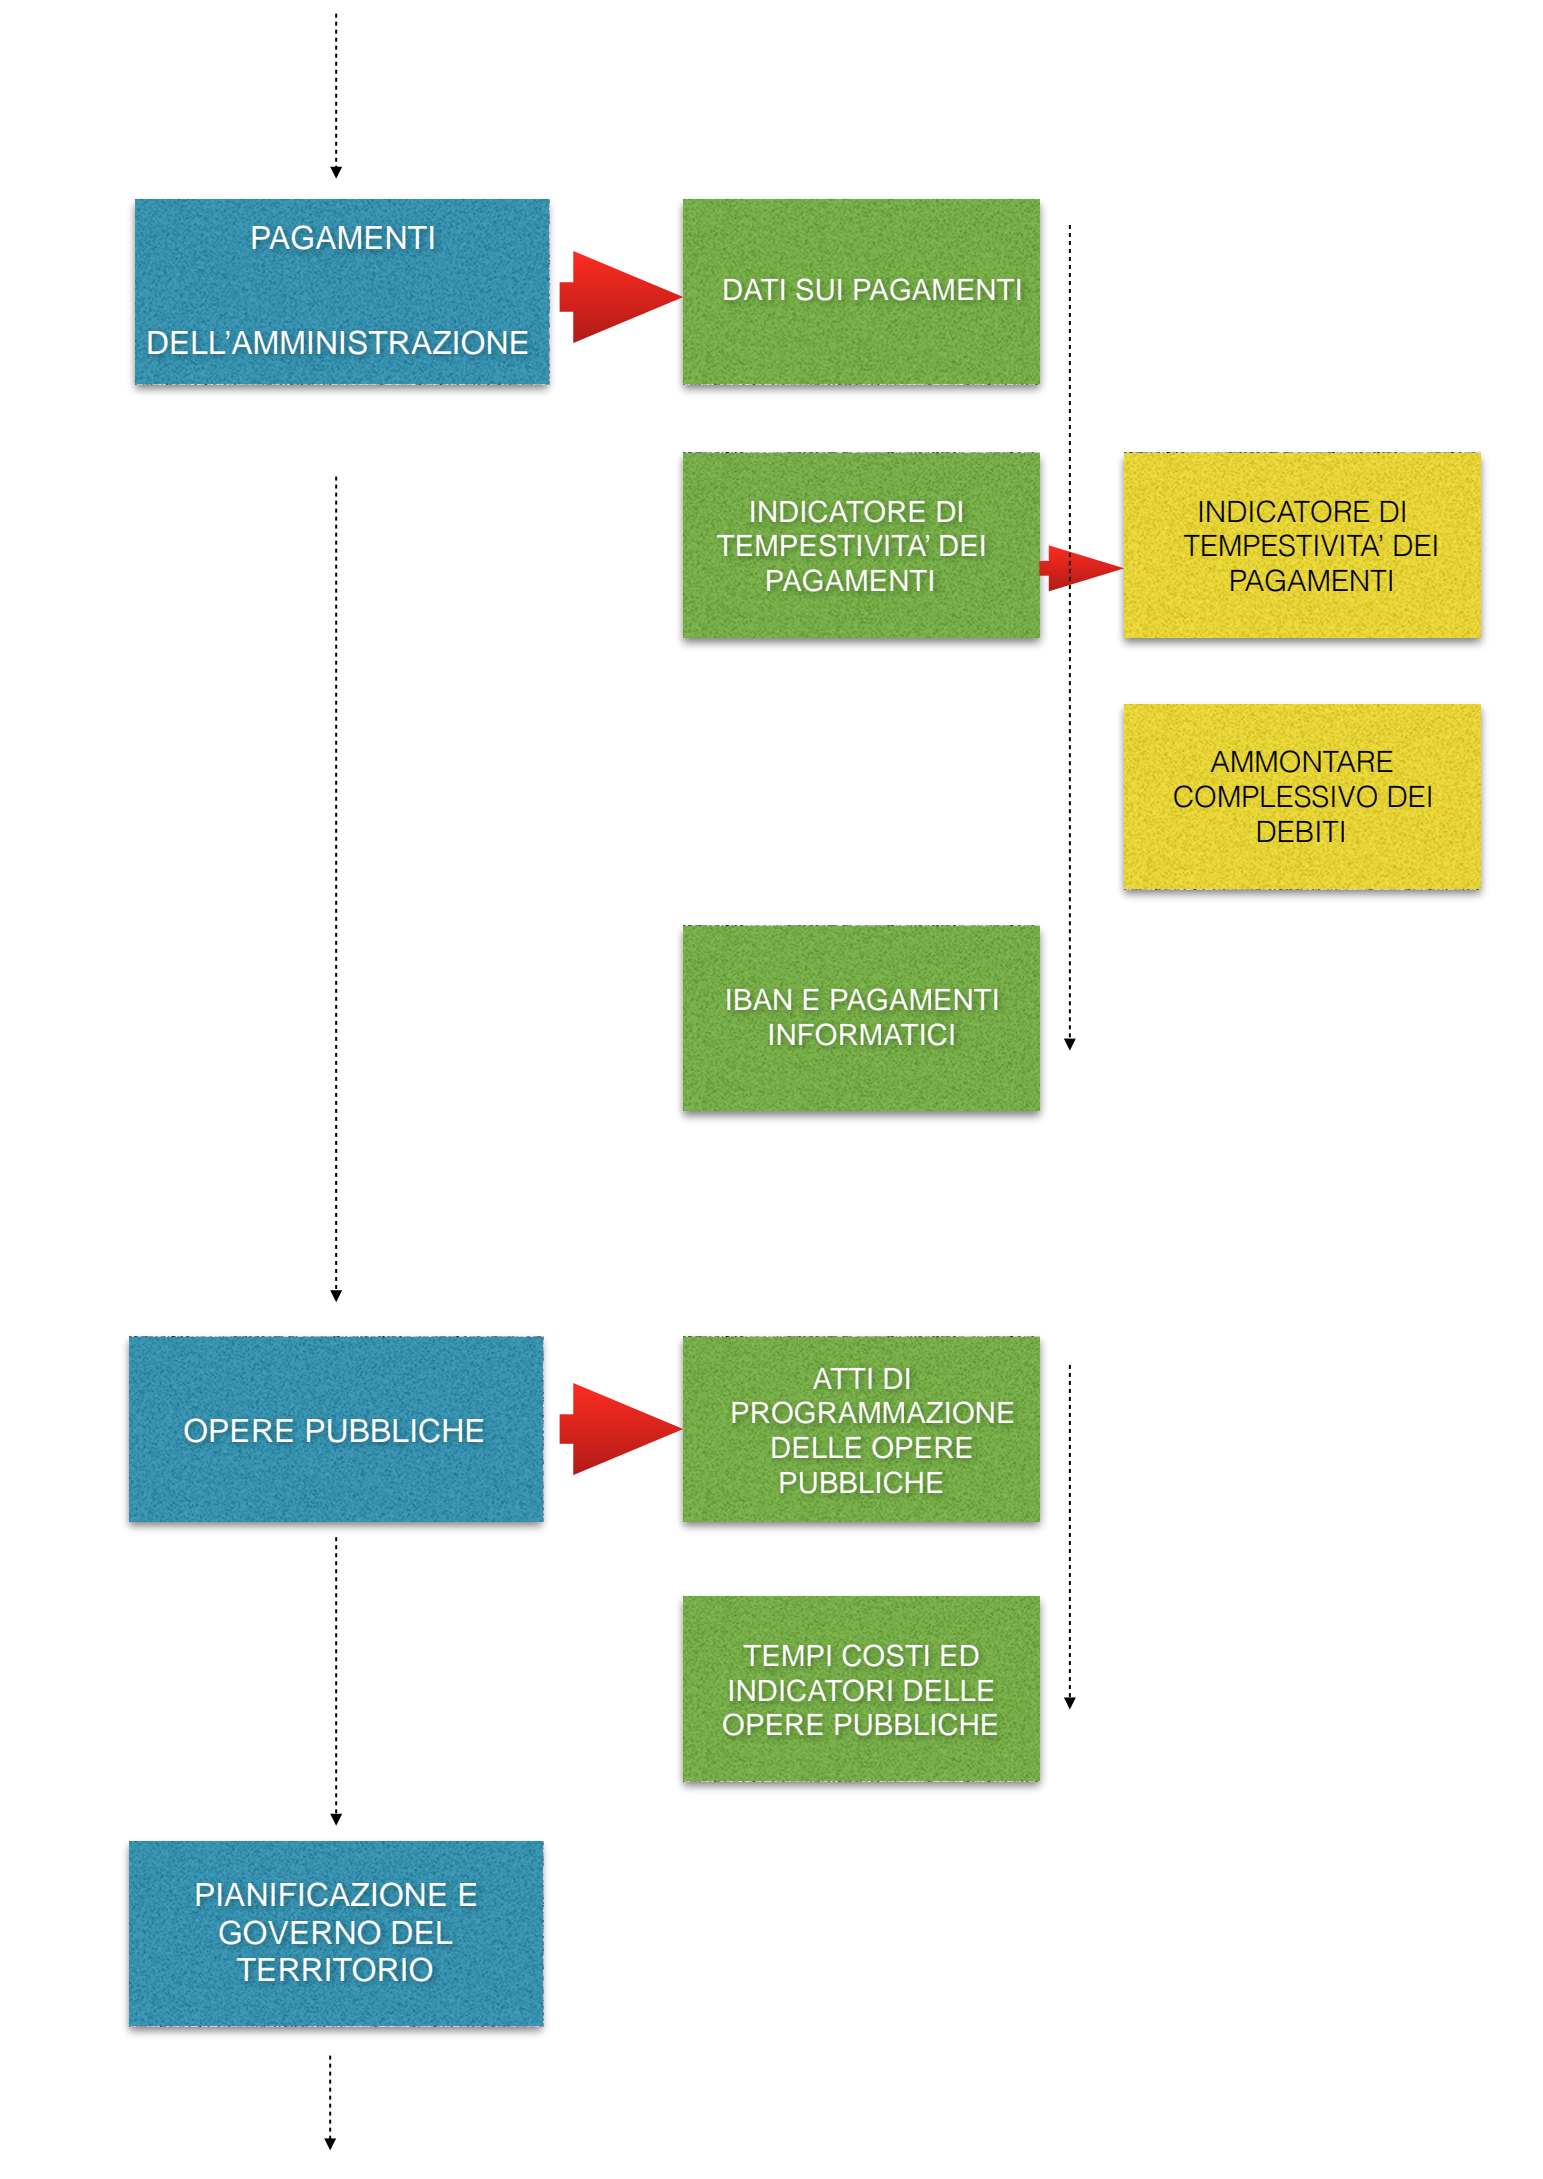 PAGAMENTI
DELL’AMMINISTRAZIONE
DATI SUI PAGAMENTI
INDICATORE DI
TEMPESTIVITA’ DEI
PAGAMENTI
INDICATORE DI
TEMPESTIVITA’ DEI
PAGAMENTI
AMMONTARE
COMPLESSIVO DEI
DEBITI
IBAN E PAGAMENTI
INFORMATICI
OPERE PUBBLICHE
ATTI DI
PROGRAMMAZIONE
DELLE OPERE
PUBBLICHE
TEMPI COSTI ED
INDICATORI DELLE
OPERE PUBBLICHE
PIANIFICAZIONE E
GOVERNO DEL
TERRITORIO